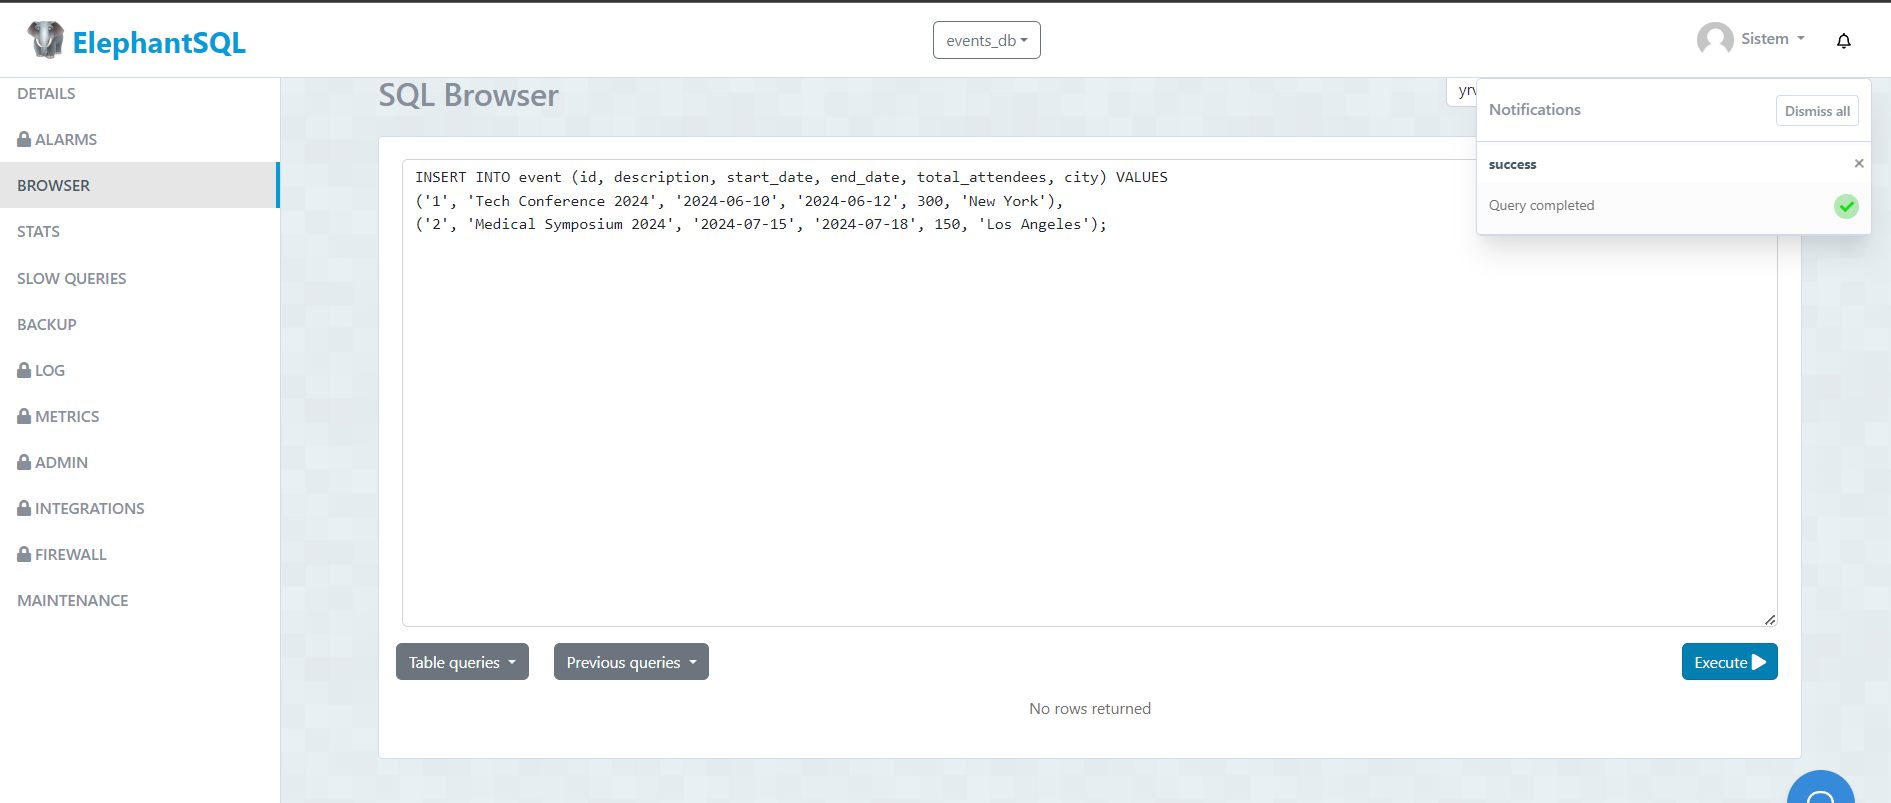 ElephantSQL
events_db
Sistem
DETAILS
ALARMS
BROWSER
STATS
SLOW QUERIES
BACKUP
LOG
METRICS
ADMIN
INTEGRATIONS
FIREWALL
MAINTENANCE
SQL Browser
Notifications
Dismiss all
success
Query completed
INSERT INTO event (id, description, start_date, end_date, total_attendees, city) VALUES
('1', 'Tech Conference 2024', '2024-06-10', '2024-06-12', 300, 'New York'),
('2', 'Medical Symposium 2024', '2024-07-15', '2024-07-18', 150, 'Los Angeles');
Table queries
Previous queries
Execute
No rows returned